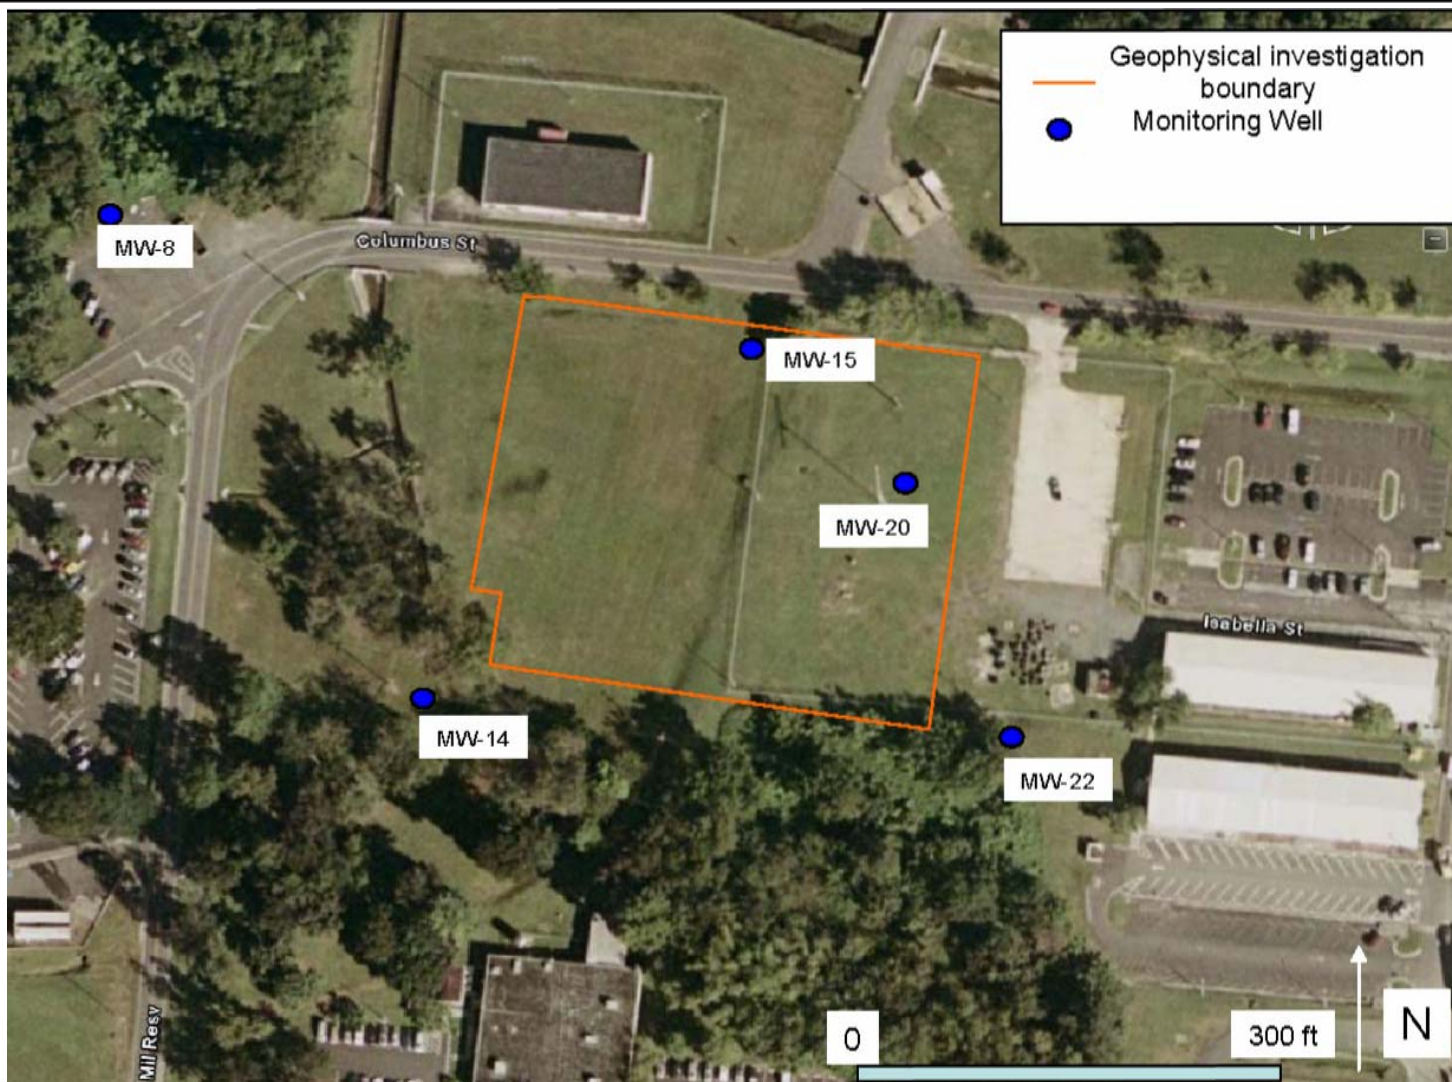 Geophysical investigation
boundary
Monitoring Well
MW-8
Columbus St
MW-15
MW-20
Isabella St
MW-14
MW-22
Mil Resv
0
300 ft
N